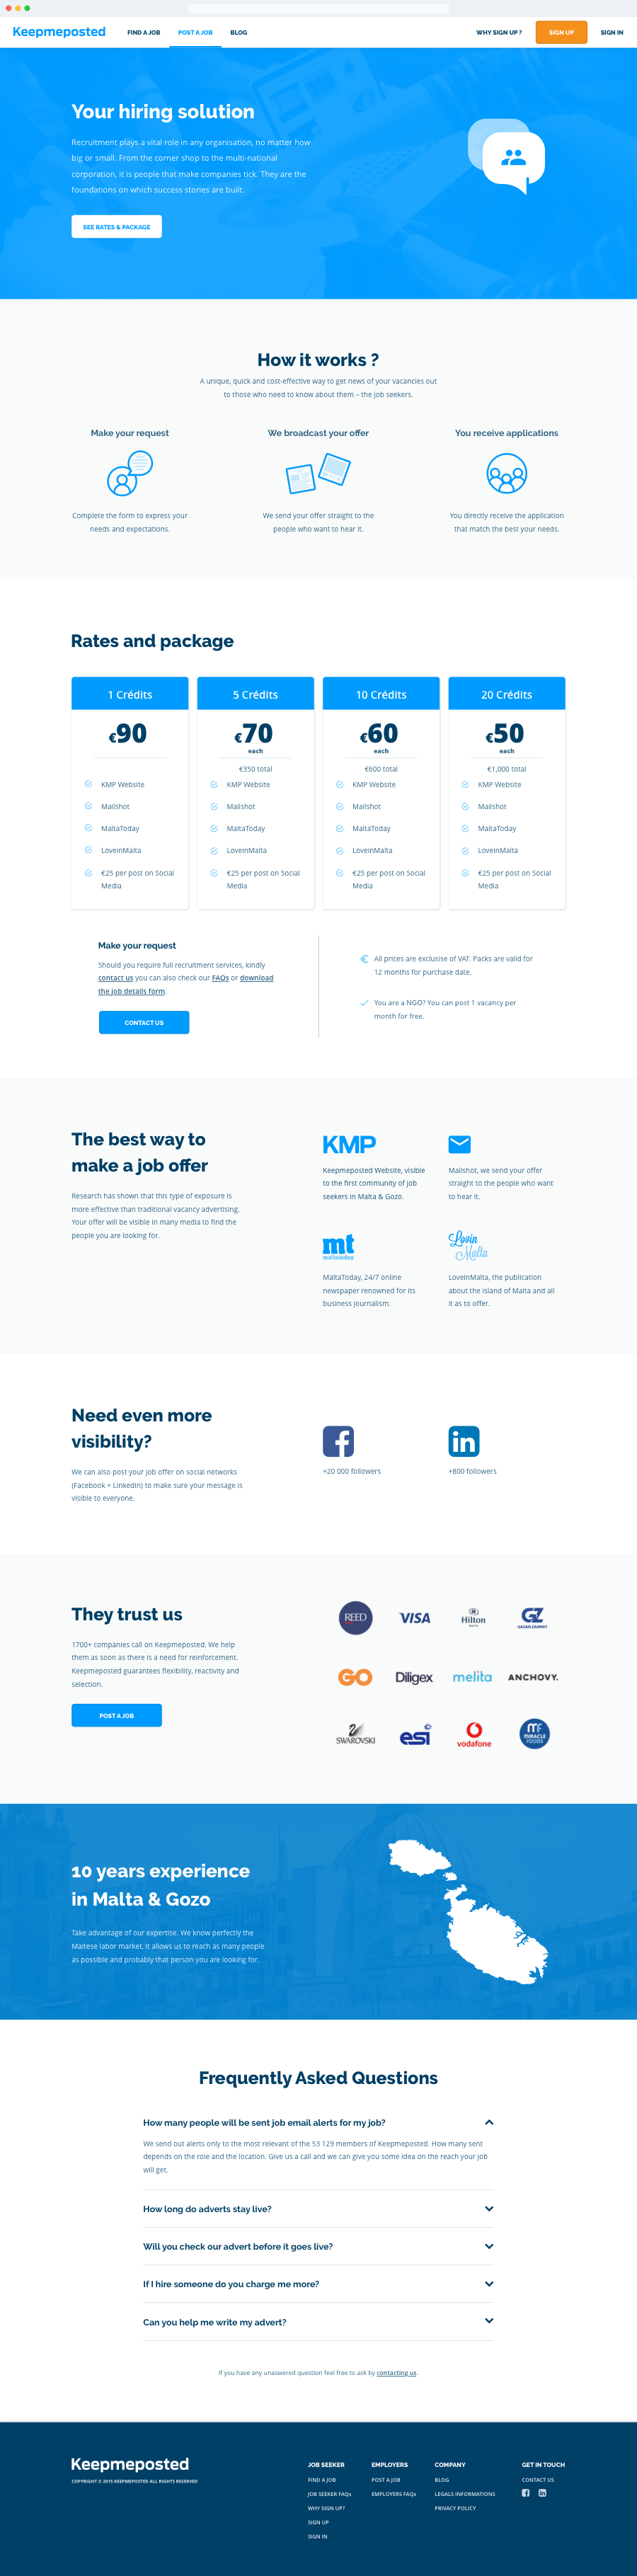 Keepmeposted
FIND A JOB
POST A JOB
BLOG
WHY SIGN UP ?
SIGN UP
SIGN IN
Your hiring solution
Recruitment plays a vital role in any organisation, no matter how
big or small. From the corner shop to the multi-national
corporation, it is people that make companies tick. They are the
foundations on which success stories are built.
SEE RATES & PACKAGE
How it works ?
A unique, quick and cost-effective way to get news of your vacancies out
to those who need to know about them – the job seekers.
Make your request
Complete the form to express your
needs and expectations.
We broadcast your offer
We send your offer straight to the
people who want to hear it.
You receive applications
You directly receive the application
that match the best your needs.
Rates and package
1 Crédits
€90
KMP Website
Mailshot
MaltaToday
LoveinMalta
€25 per post on Social
Media
5 Crédits
€70
each
€350 total
KMP Website
Mailshot
MaltaToday
LoveinMalta
€25 per post on Social
Media
10 Crédits
€60
each
€600 total
KMP Website
Mailshot
MaltaToday
LoveinMalta
€25 per post on Social
Media
20 Crédits
€50
each
€1,000 total
KMP Website
Mailshot
MaltaToday
LoveinMalta
€25 per post on Social
Media
Make your request
Should you require full recruitment services, kindly
contact us you can also check our FAQs or download
the job details form.
CONTACT US
€ All prices are exclusise of VAT. Packs are valid for
12 months for purchase date.
You are a NGO? You can post 1 vacancy per
month for free.
The best way to
make a job offer
Research has shown that this type of exposure is
more effective than traditional vacancy advertising.
Your offer will be visible in many media to find the
people you are looking for.
KMP
Keepmeposted Website, visible
to the first community of job
seekers in Malta & Gozo.
Mailshot, we send your offer
straight to the people who want
to hear it.
mt
maltatoday
MaltaToday, 24/7 online
newspaper renowned for its
business journalism.
Lovin
Malta
LoveinMalta, the publication
about the island of Malta and all
it as to offer.
Need even more
visibility?
We can also post your job offer on social networks
(Facebook + LinkedIn) to make sure your message is
visible to everyone.
f
+20 000 followers
in
+800 followers
They trust us
1700+ companies call on Keepmeposted. We help
them as soon as there is a need for reinforcement.
Keepmeposted guarantees flexibility, reactivity and
selection.
POST A JOB
REED
VISA
Hilton
MALTA
GZ
GASAN ZAMMIT
GO
Diligex
melita
ANCHOVY.
SWAROVSKI
esi
vodafone
MF
MIRACLE
FOODS
10 years experience
in Malta & Gozo
Take advantage of our expertise. We know perfectly the
Maltese labor market, it allows us to reach as many people
as possible and probably that person you are looking for.
Frequently Asked Questions
How many people will be sent job email alerts for my job?
We send out alerts only to the most relevant of the 53 129 members of Keepmeposted. How many sent
depends on the role and the location. Give us a call and we can give you some idea on the reach your job
will get.
How long do adverts stay live?
Will you check our advert before it goes live?
If I hire someone do you charge me more?
Can you help me write my advert?
If you have any unaswered question feel free to ask by contacting us.
Keepmeposted
COPYRIGHT © 2015 KEEPMEPOSTED ALL RIGHTS RESERVED
JOB SEEKER
FIND A JOB
JOB SEEKER FAQs
WHY SIGN UP?
SIGN UP
SIGN IN
EMPLOYERS
POST A JOB
EMPLOYERS FAQs
COMPANY
BLOG
LEGALS INFORMATIONS
PRIVACY POLICY
GET IN TOUCH
CONTACT US